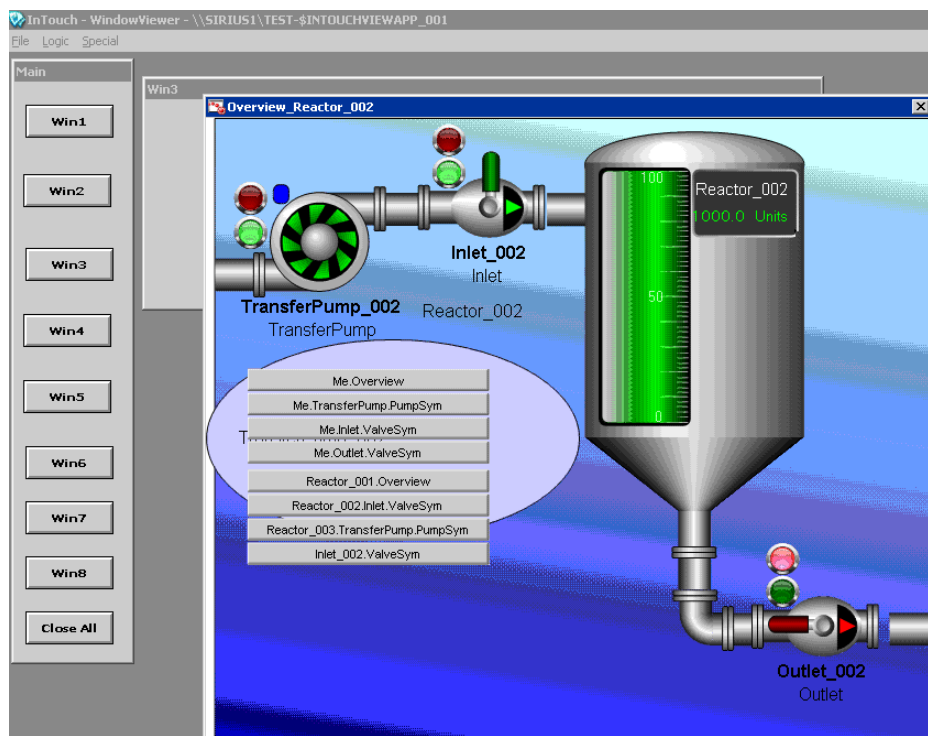 InTouch - WindowViewer - \\SIRIUS1\TEST-$INTOUCHVIEWAPP_001
File Logic Special
Main
Win1
Win2
Win3
Win4
Win5
Win6
Win7
Win8
Close All
Win3
Overview_Reactor_002
100
50
0
Reactor_002
1000.0 Units
Inlet_002
Inlet
TransferPump_002
TransferPump
Reactor_002
Me.Overview
Me.TransferPump.PumpSym
Me.Inlet.ValveSym
Me.Outlet.ValveSym
Reactor_001.Overview
Reactor_002.Inlet.ValveSym
Reactor_003.TransferPump.PumpSym
Inlet_002.ValveSym
Outlet_002
Outlet